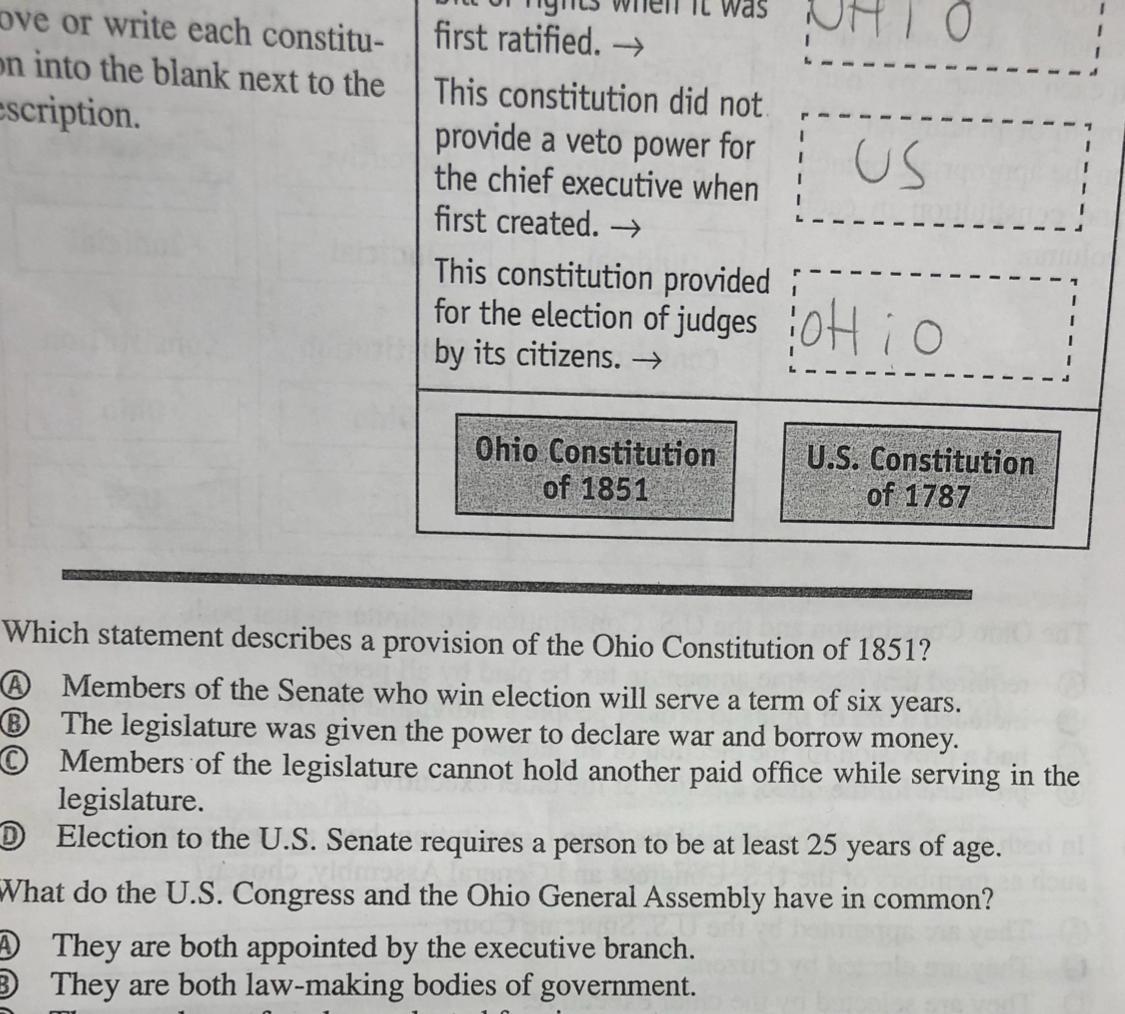 ove or write each constitu-
on into the blank next to the
escription.
bill of rights when it was
first ratified. →
OHIO
This constitution did not
provide a veto power for
the chief executive when
first created. →
US
This constitution provided
for the election of judges
by its citizens. →
OHiO
Ohio Constitution
of 1851
U.S. Constitution
of 1787
Which statement describes a provision of the Ohio Constitution of 1851?
Ⓐ Members of the Senate who win election will serve a term of six years.
Ⓑ The legislature was given the power to declare war and borrow money.
Ⓒ Members of the legislature cannot hold another paid office while serving in the
legislature.
Ⓓ Election to the U.S. Senate requires a person to be at least 25 years of age.
What do the U.S. Congress and the Ohio General Assembly have in common?
Ⓐ They are both appointed by the executive branch.
Ⓑ They are both law-making bodies of government.